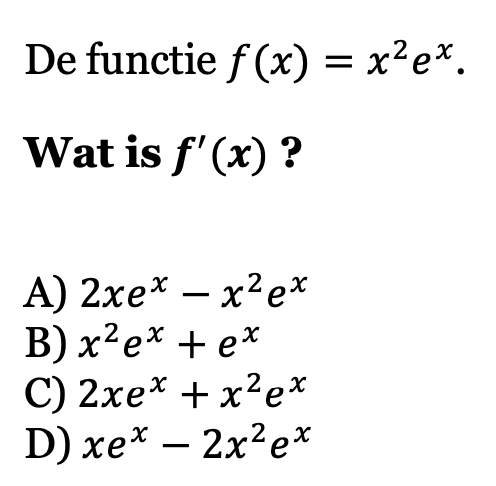 De functie f(x) = x²eˣ.
Wat is f′(x) ?
A) 2xeˣ − x²eˣ
B) x²eˣ + eˣ
C) 2xeˣ + x²eˣ
D) xeˣ − 2x²eˣ